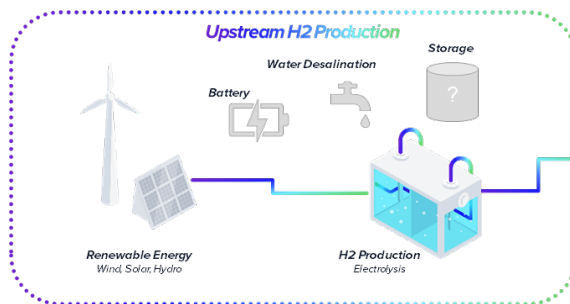 Upstream H2 Production
Storage
Water Desalination
Battery
?
Renewable Energy
Wind, Solar, Hydro
H2 Production
Electrolysis